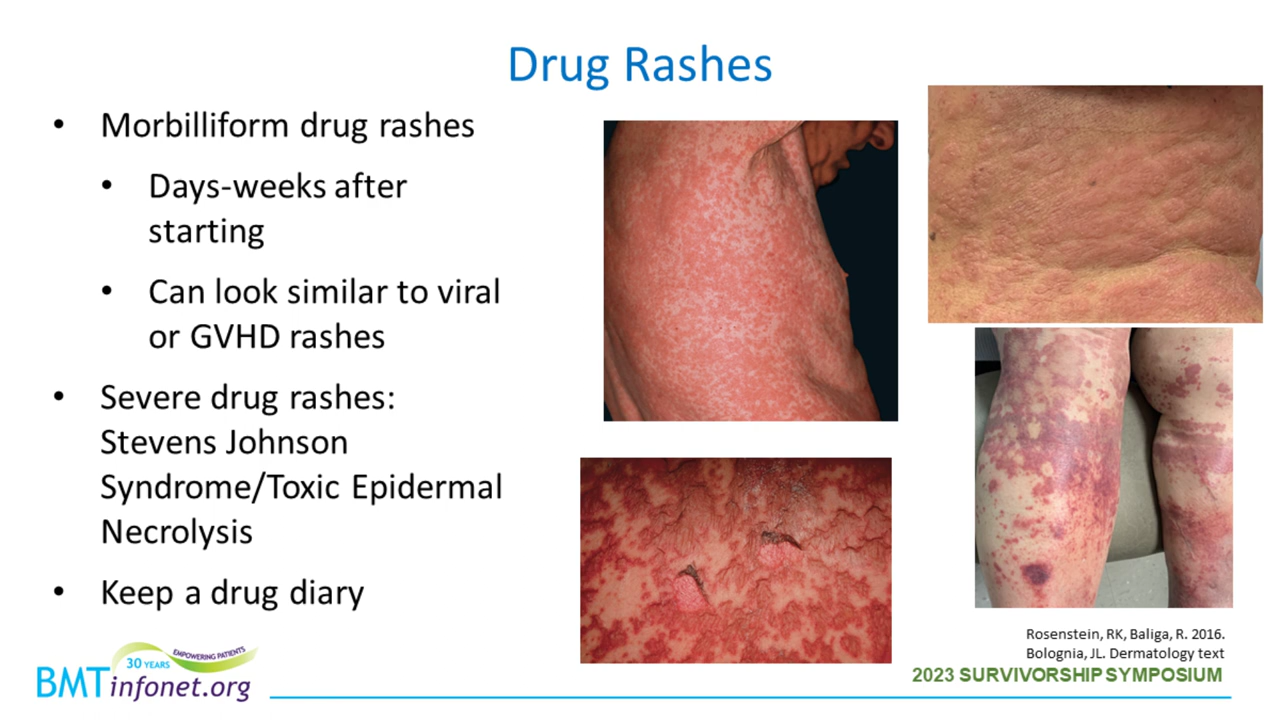 Drug Rashes
• Morbilliform drug rashes
• Days-weeks after
starting
• Can look similar to viral
or GVHD rashes
• Severe drug rashes:
Stevens Johnson
Syndrome/Toxic Epidermal
Necrolysis
• Keep a drug diary
Rosenstein, RK, Baliga, R. 2016.
Bolognia, JL. Dermatology text
2023 SURVIVORSHIP SYMPOSIUM
30 YEARS
EMPOWERING PATIENTS
BMTinfonet.org